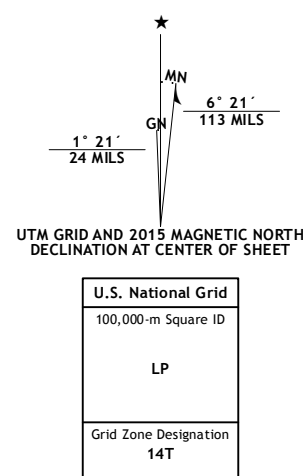 ★
MN
GN
6° 21´
113 MILS
1° 21´
24 MILS
UTM GRID AND 2015 MAGNETIC NORTH
DECLINATION AT CENTER OF SHEET
U.S. National Grid
100,000-m Square ID
LP
Grid Zone Designation
14T